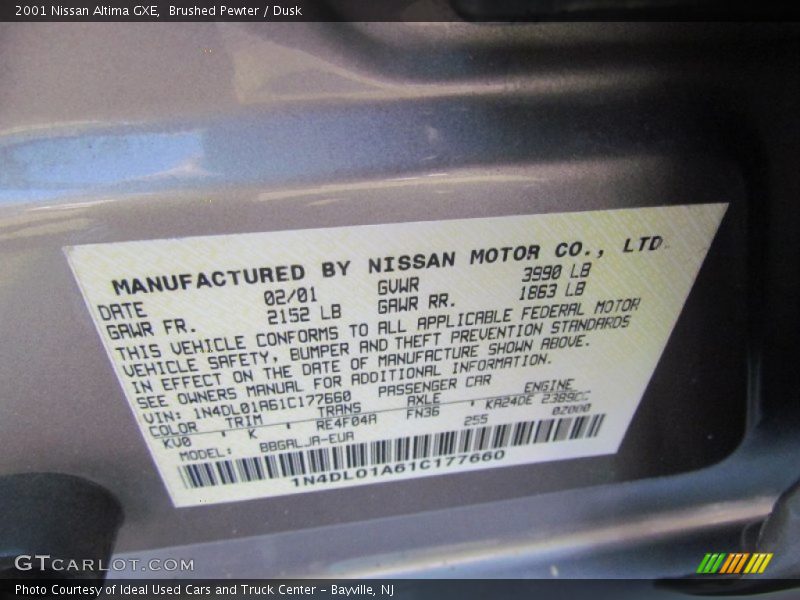 2001 Nissan Altima GXE,  Brushed Pewter / Dusk
MANUFACTURED BY NISSAN MOTOR CO., LTD.
DATE 02/01 GVWR 3990 LB
GAWR FR. 2152 LB GAWR RR. 1863 LB
THIS VEHICLE CONFORMS TO ALL APPLICABLE FEDERAL MOTOR
VEHICLE SAFETY, BUMPER AND THEFT PREVENTION STANDARDS
IN EFFECT ON THE DATE OF MANUFACTURE SHOWN ABOVE.
SEE OWNERS MANUAL FOR ADDITIONAL INFORMATION.
VIN: 1N4DL01A61C177660 PASSENGER CAR
COLOR TRIM TRANS AXLE ENGINE
KV0 K RE4F04A FN36 KA24DE 2389CC
MODEL: BBGALJA-EUA 255 0Z000
1N4DL01A61C177660
GTCARLOT.COM
Photo Courtesy of Ideal Used Cars and Truck Center – Bayville, NJ